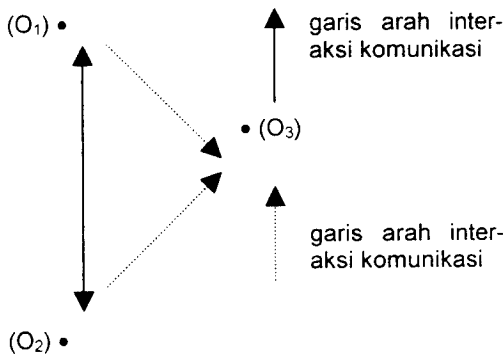 (O₁) •
garis arah inter-
aksi komunikasi
• (O₃)
garis arah inter-
aksi komunikasi
(O₂) •